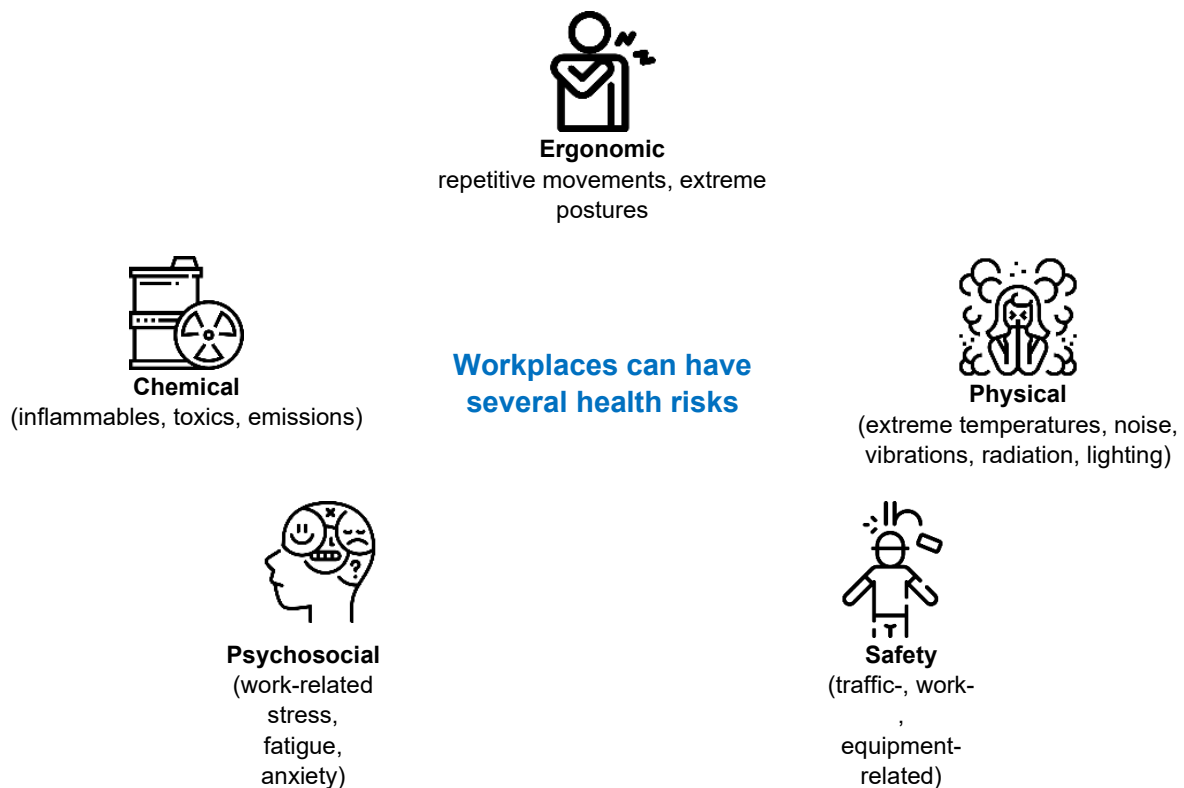 Ergonomic
repetitive movements, extreme
postures
Chemical
(inflammables, toxics, emissions)
Workplaces can have
several health risks
Physical
(extreme temperatures, noise,
vibrations, radiation, lighting)
Psychosocial
(work-related
stress,
fatigue,
anxiety)
Safety
(traffic-, work-
,
equipment-
related)